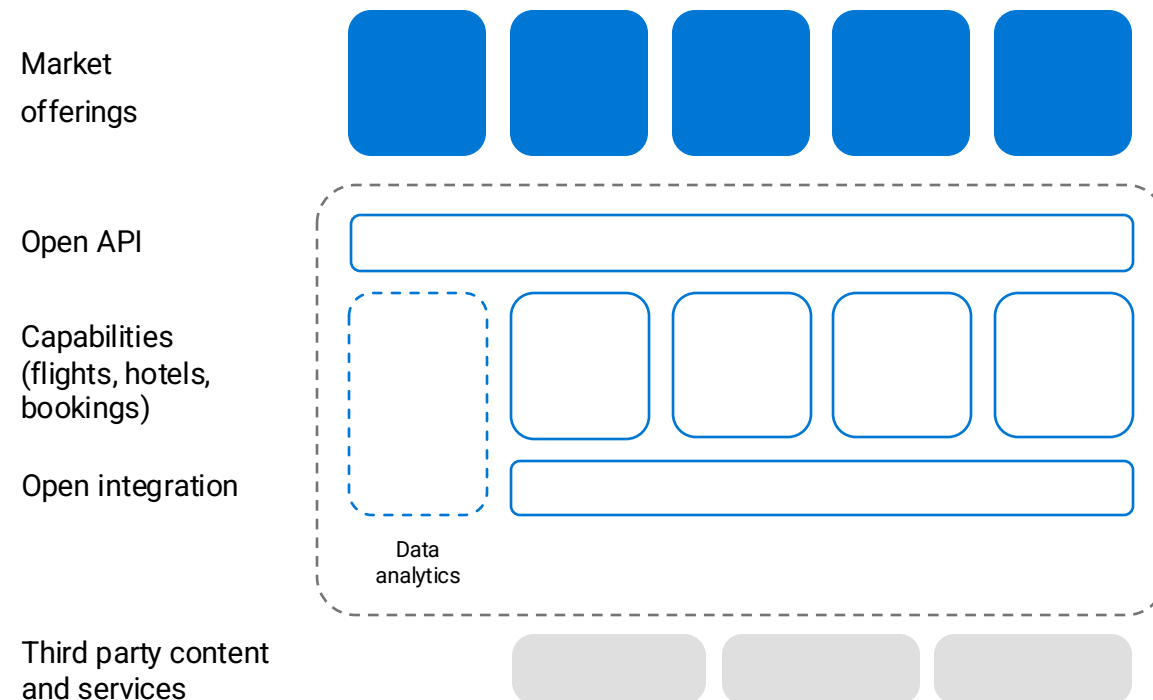 Market
offerings
Open API
Capabilities
(flights, hotels,
bookings)
Open integration
Data
analytics
Third party content
and services